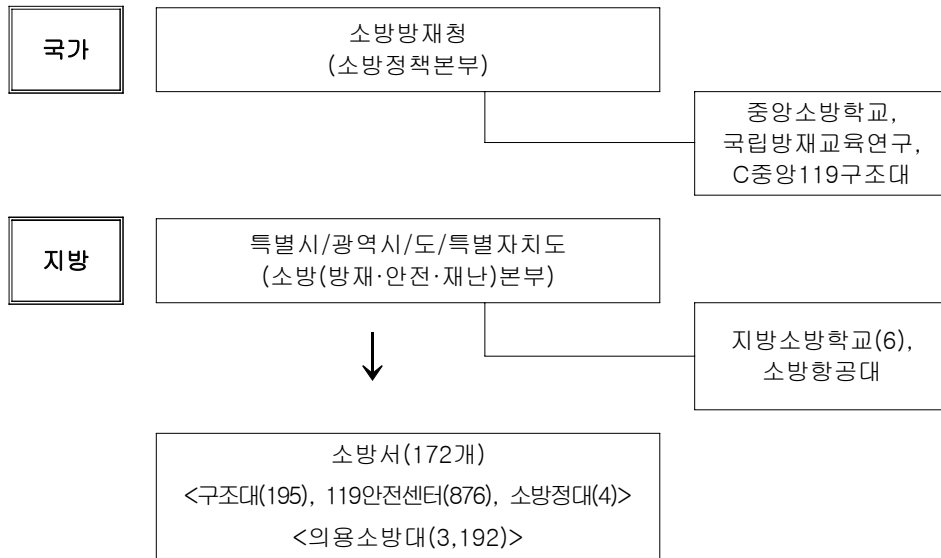 국가
소방방재청
(소방정책본부)
중앙소방학교,
국립방재교육연구,
C중앙119구조대
지방
특별시/광역시/도/특별자치도
(소방(방재·안전·재난)본부)
지방소방학교(6),
소방항공대
소방서(172개)
<구조대(195), 119안전센터(876), 소방정대(4)>
<의용소방대(3,192)>